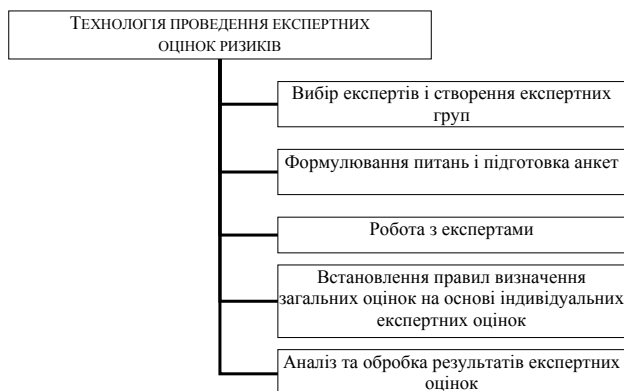 ТЕХНОЛОГІЯ ПРОВЕДЕННЯ ЕКСПЕРТНИХ
ОЦІНОК РИЗИКІВ
Вибір експертів і створення експертних
груп
Формулювання питань і підготовка анкет
Робота з експертами
Встановлення правил визначення
загальних оцінок на основі індивідуальних
експертних оцінок
Аналіз та обробка результатів експертних
оцінок